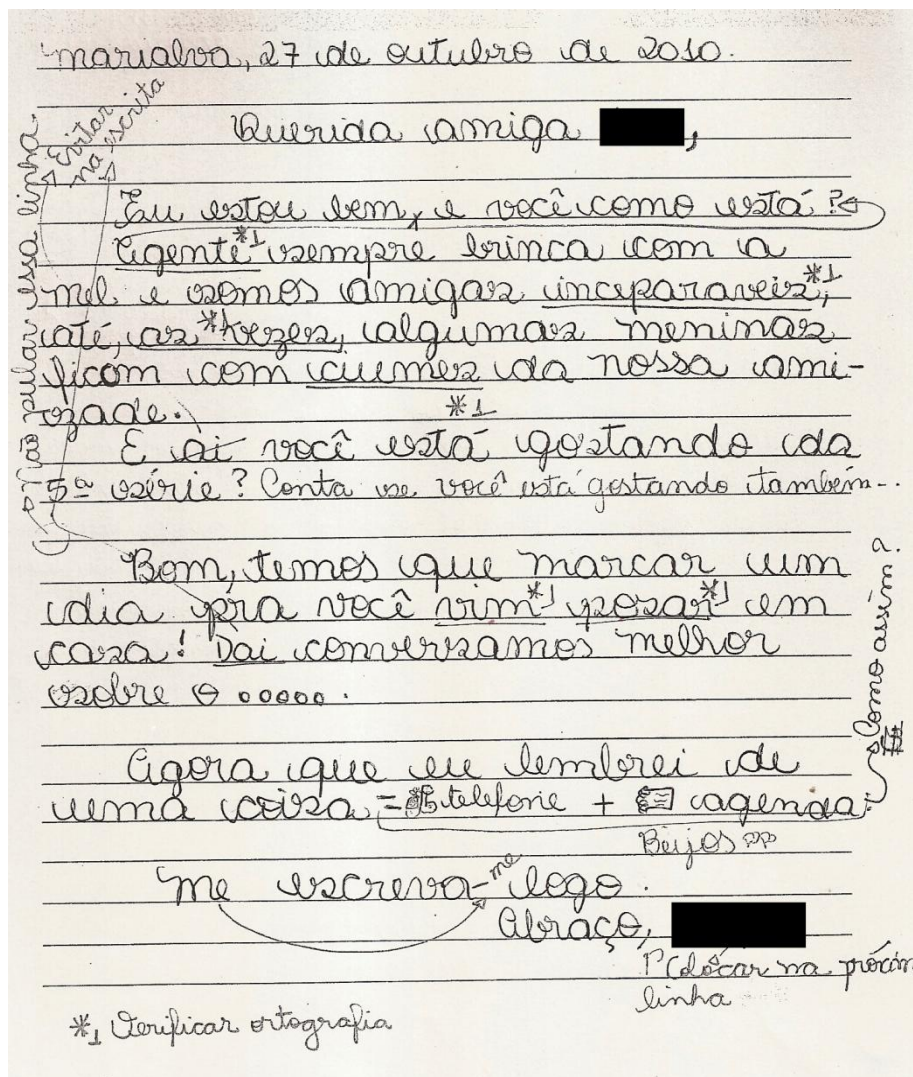 Marialva, 27 de outubro de 2010.
Evitar
na escrita
Querida amiga
,
Não pular essa linha.
Eu estou bem, e você como está?
Agente *1 sempre brinca com a
mel e somos amigas inceparaveis *1,
até, as *1 vezes, algumas meninas
ficam com ciumes da nossa ami-
zade.
*1
E ai você está gostando da
5ª série? Conta se você está gostando também...
Bom, temos que marcar um
dia pra você vim *1 pozar *1 em
casa! Dai conversamos melhor
sobre o ooooo.
Como assim?
Agora que eu lembrei de
uma coisa = telefone + agenda
Beijos
Me escreva-me logo.
Abraço,
Colocar na próxim
linha
*1 Verificar ortografia